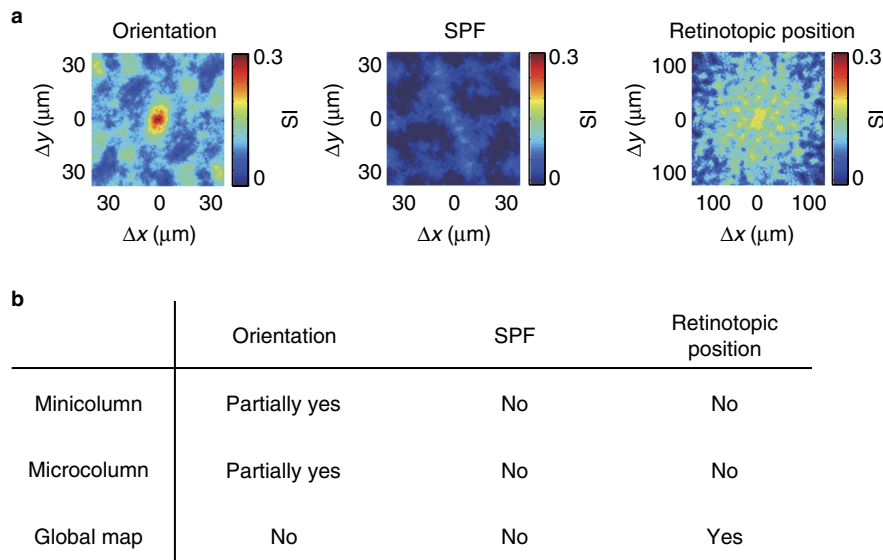 a
Orientation
SPF
Retinotopic position
30
0
30
Δy (μm)
30 0 30
Δx (μm)
0.3
0
SI
30
0
30
Δy (μm)
30 0 30
Δx (μm)
0.3
0
SI
100
0
100
Δy (μm)
100 0 100
Δx (μm)
0.3
0
SI
b
Orientation SPF Retinotopic
position
Minicolumn Partially yes No No
Microcolumn Partially yes No No
Global map No No Yes